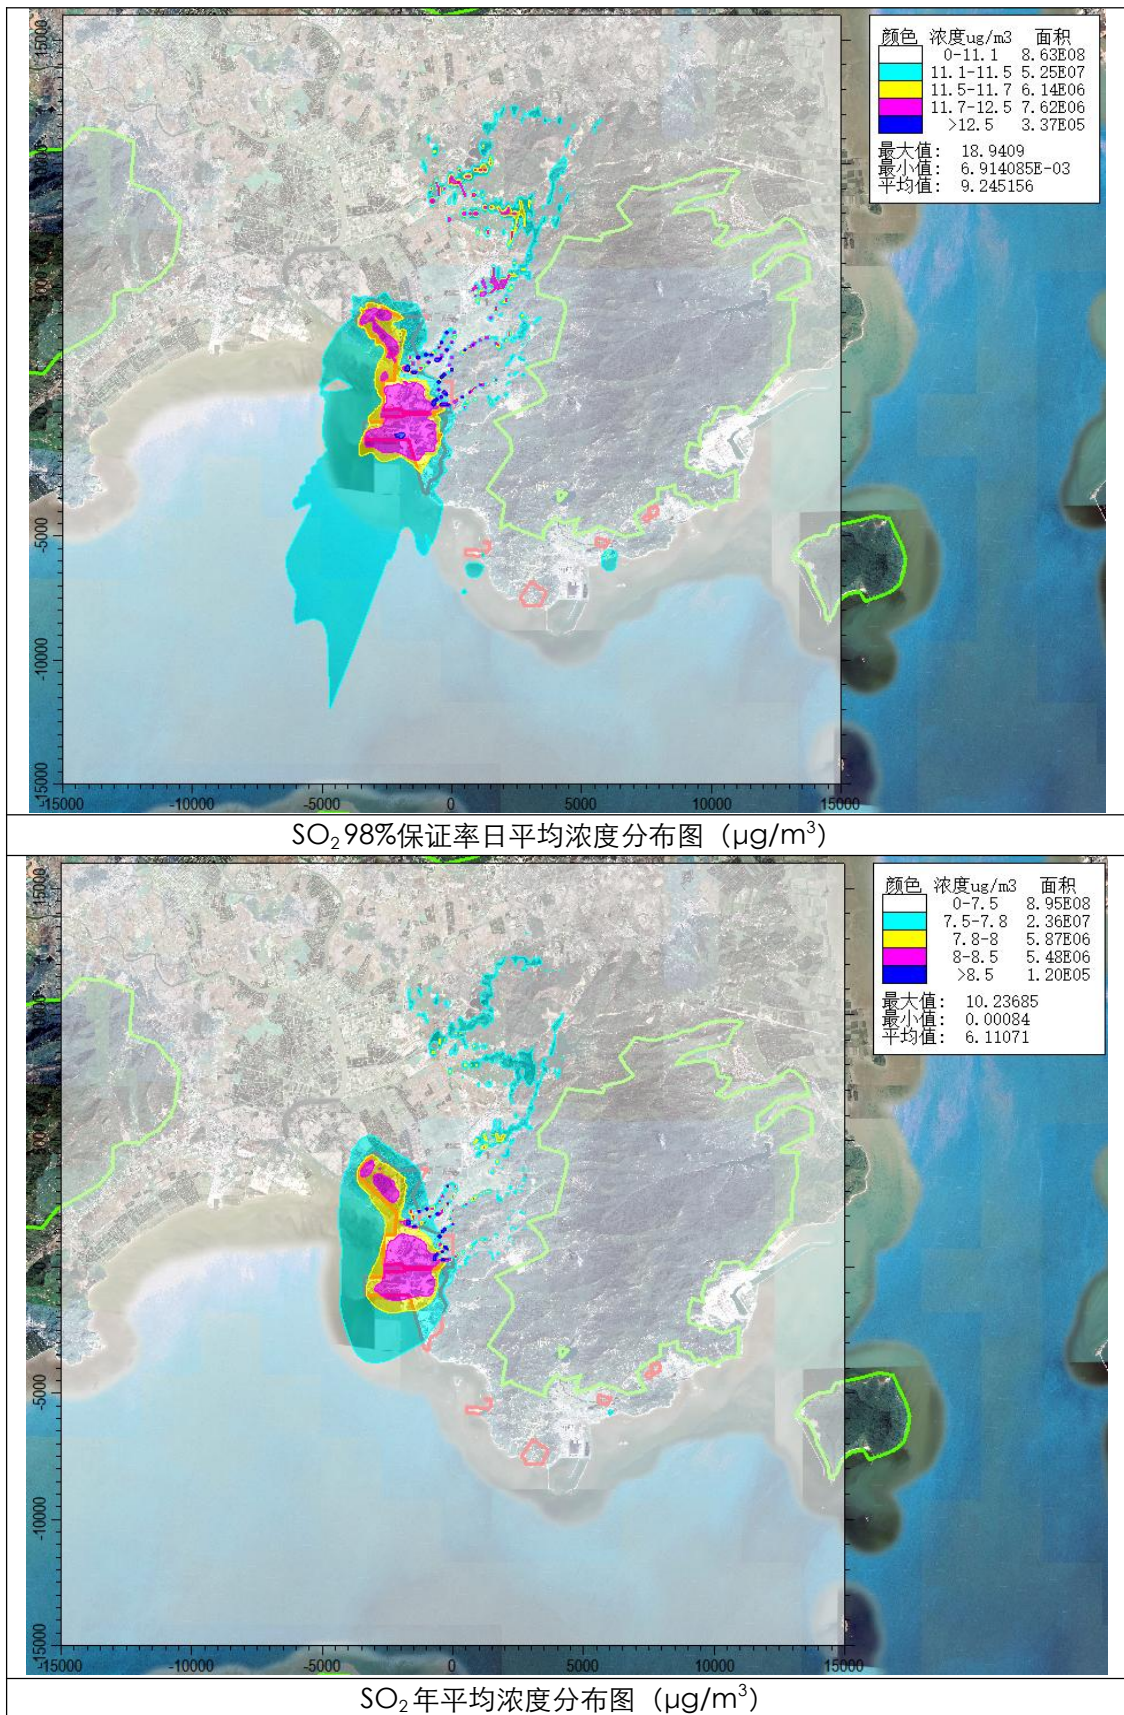 颜色 浓度ug/m3 面积
0-11.1 8.63E08
11.1-11.5 5.25E07
11.5-11.7 6.14E06
11.7-12.5 7.62E06
>12.5 3.37E05
最大值: 18.9409
最小值: 6.914085E-03
平均值: 9.245156
15000
10000
5000
0
-5000
-10000
-15000
-15000 -10000 -5000 0 5000 10000 15000
SO₂98%保证率日平均浓度分布图（μg/m³）
颜色 浓度ug/m3 面积
0-7.5 8.95E08
7.5-7.8 2.36E07
7.8-8 5.87E06
8-8.5 5.48E06
>8.5 1.20E05
最大值: 10.23685
最小值: 0.00084
平均值: 6.11071
15000
10000
5000
0
-5000
-10000
-15000
-15000 -10000 -5000 0 5000 10000 15000
SO₂年平均浓度分布图（μg/m³）